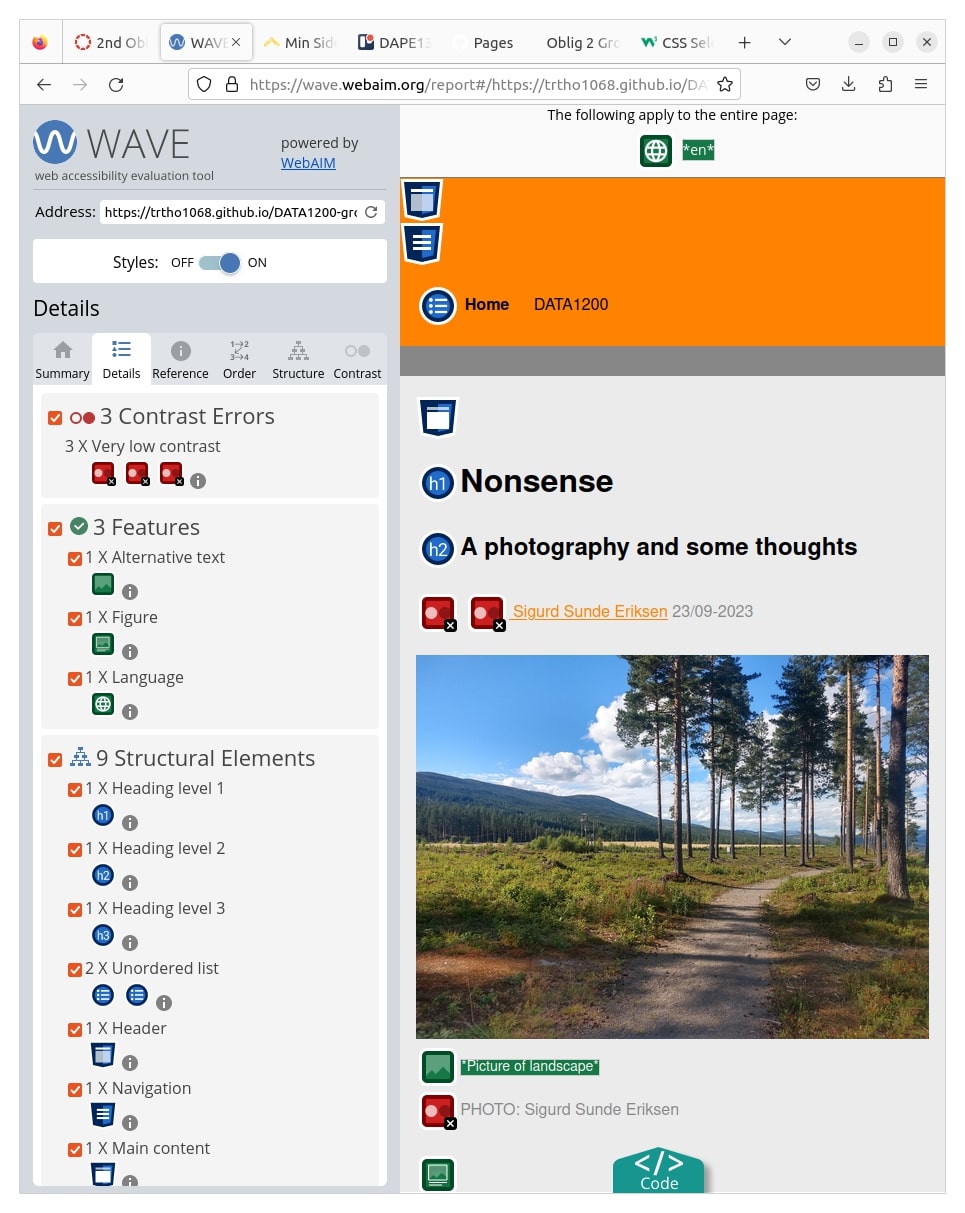 2nd Obl
WAVE
Min Side
DAPE13
Pages
Oblig 2 Gro
CSS Sel
https://wave.webaim.org/report#/https://trtho1068.github.io/DA
WAVE
powered by
WebAIM
web accessibility evaluation tool
Address: https://trtho1068.github.io/DATA1200-gr
Styles: OFF ON
Details
Summary Details Reference Order Structure Contrast
1→2
3→4
3 Contrast Errors
3 X Very low contrast
3 Features
1 X Alternative text
1 X Figure
1 X Language
9 Structural Elements
1 X Heading level 1
h1
1 X Heading level 2
h2
1 X Heading level 3
h3
2 X Unordered list
1 X Header
1 X Navigation
1 X Main content
The following apply to the entire page:
*en*
Home DATA1200
h1 Nonsense
h2 A photography and some thoughts
Sigurd Sunde Eriksen 23/09-2023
*Picture of landscape*
PHOTO: Sigurd Sunde Eriksen
</> 
Code